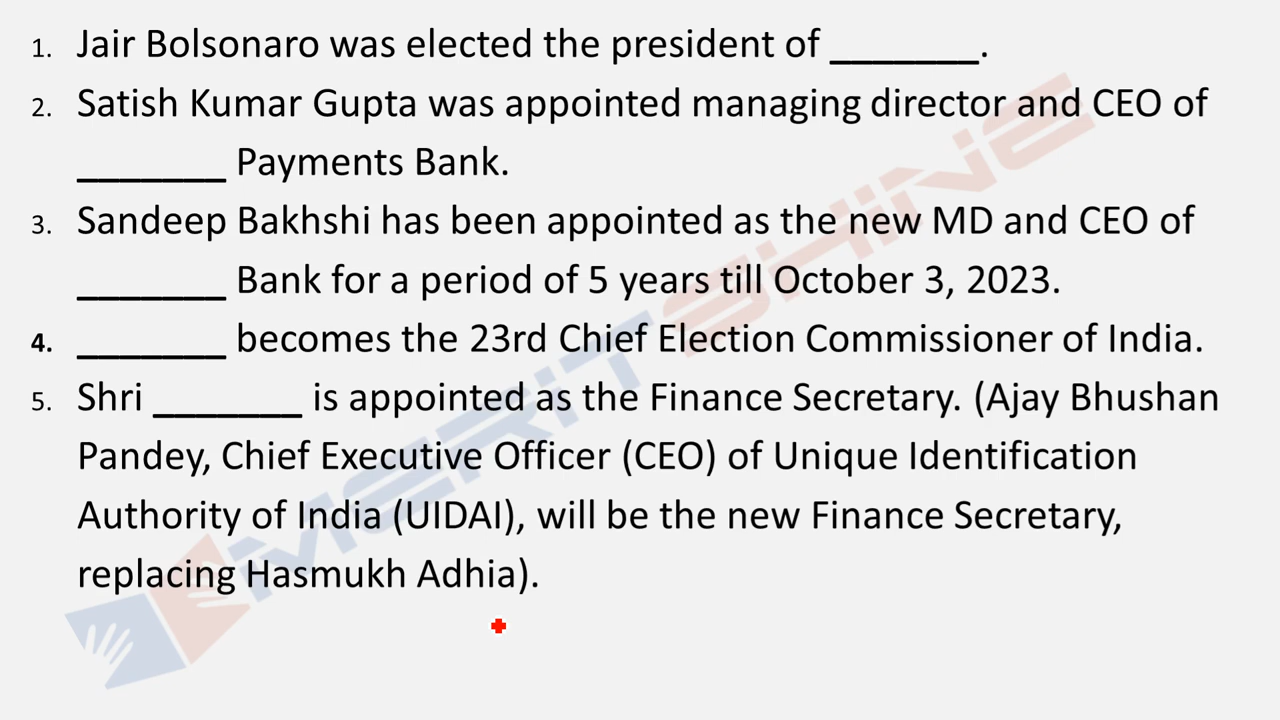 1. Jair Bolsonaro was elected the president of _______.
2. Satish Kumar Gupta was appointed managing director and CEO of
_______ Payments Bank.
3. Sandeep Bakhshi has been appointed as the new MD and CEO of
_______ Bank for a period of 5 years till October 3, 2023.
4. _______ becomes the 23rd Chief Election Commissioner of India.
5. Shri _______ is appointed as the Finance Secretary. (Ajay Bhushan
Pandey, Chief Executive Officer (CEO) of Unique Identification
Authority of India (UIDAI), will be the new Finance Secretary,
replacing Hasmukh Adhia).
MERIT SHINE